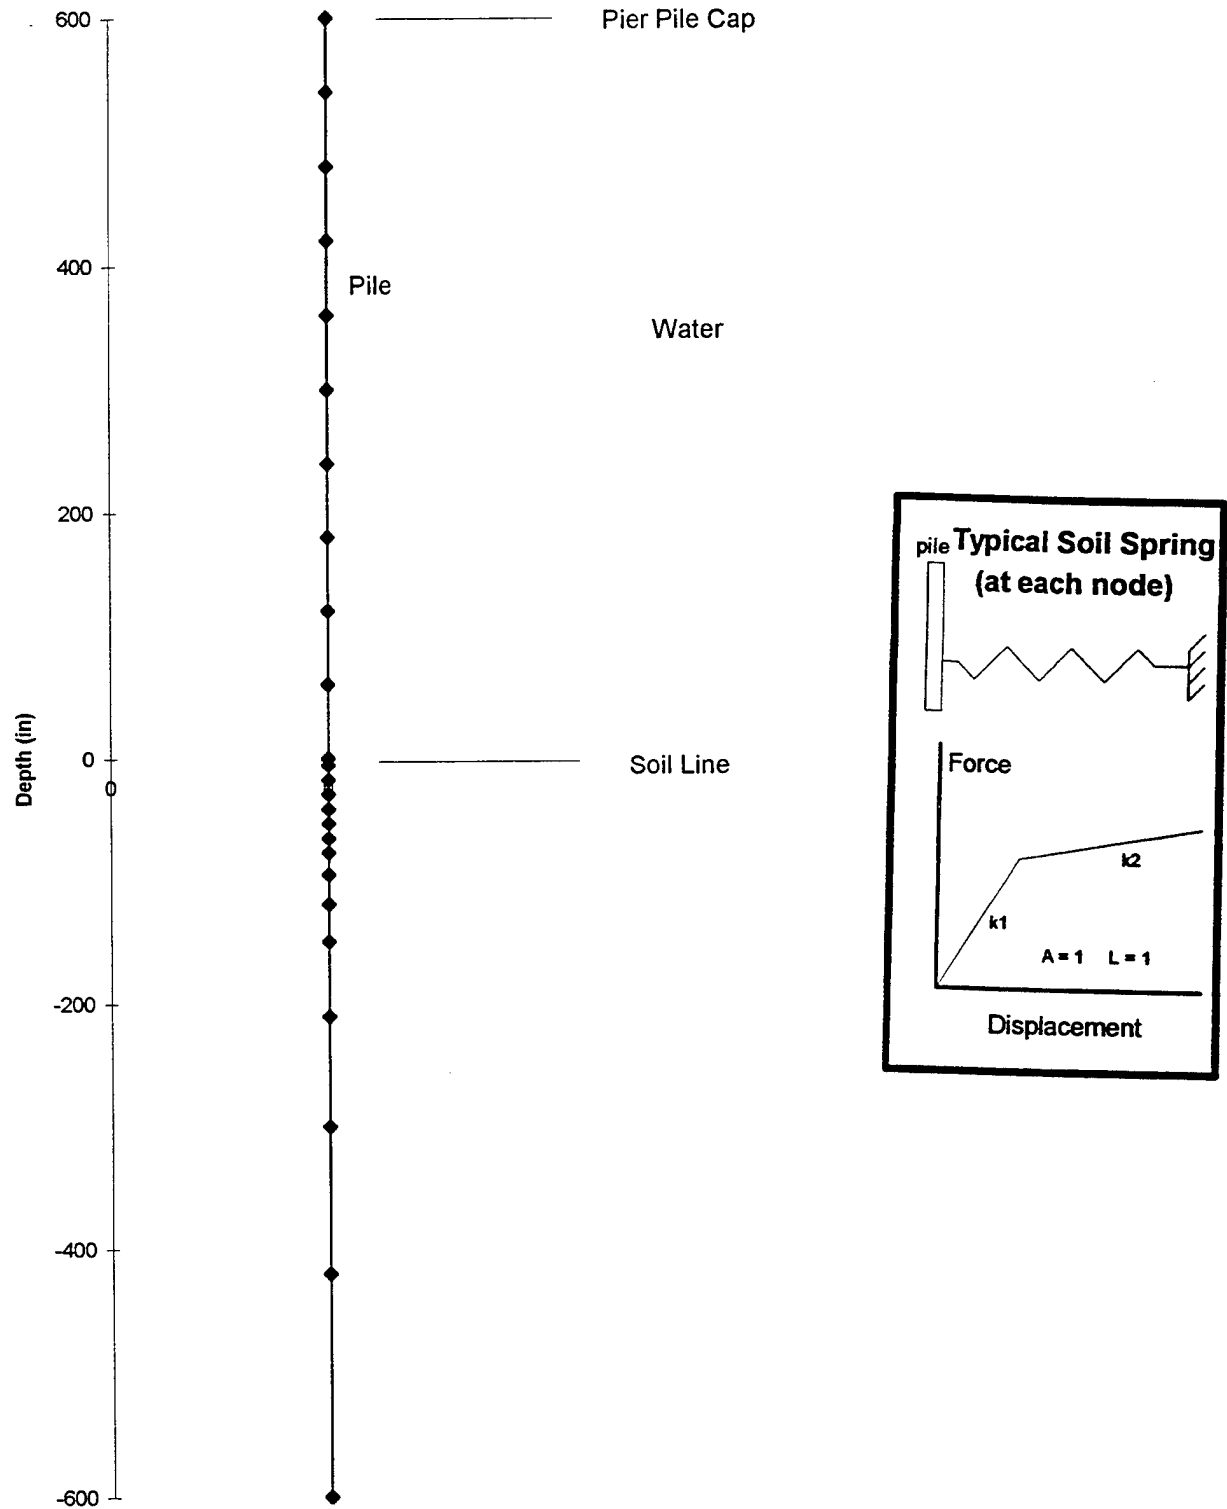 600
Pier Pile Cap
400
Pile
Water
200
pile Typical Soil Spring
(at each node)
Depth (in)
0
0
Soil Line
Force
k2
k1
A = 1 L = 1
Displacement
-200
-400
-600